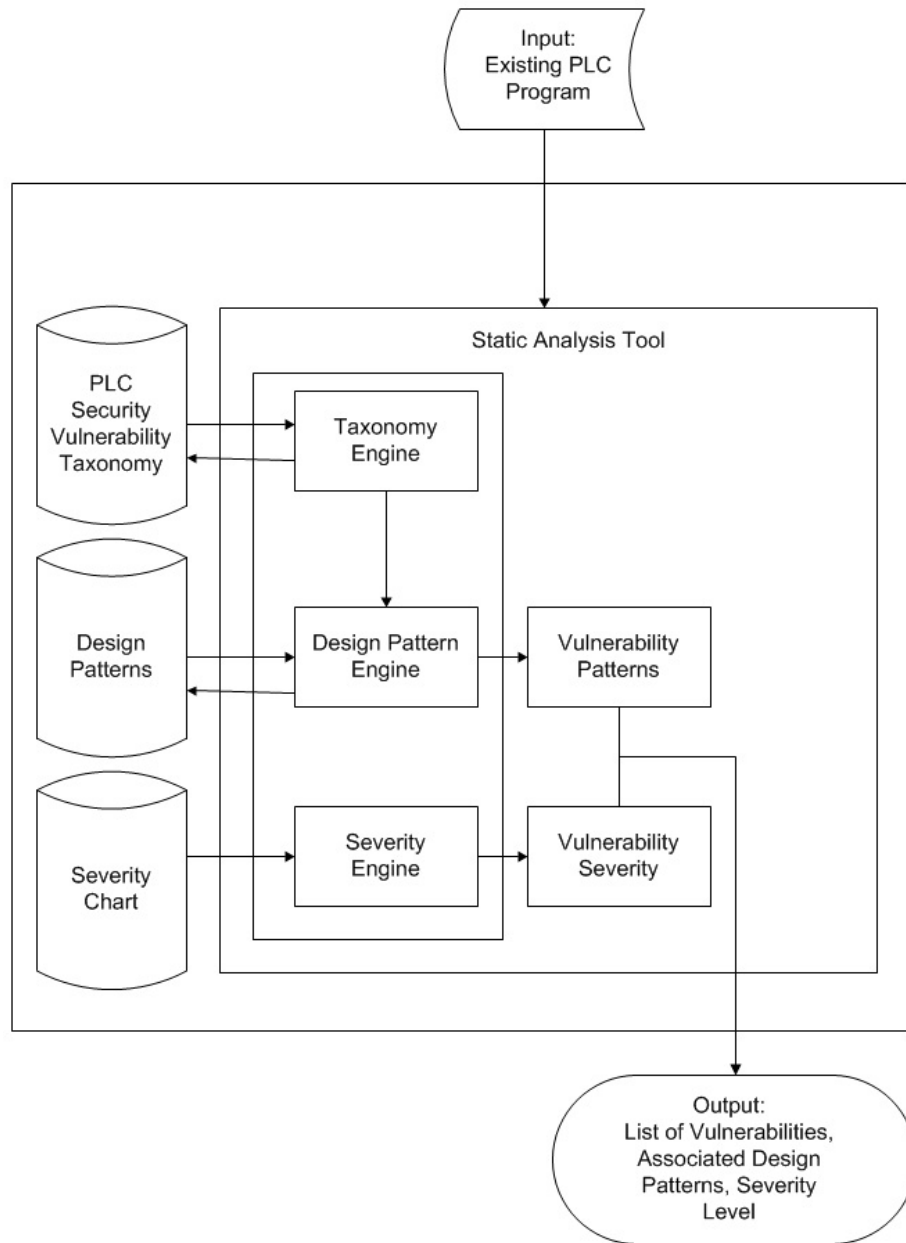 Input:
Existing PLC
Program
Static Analysis Tool
PLC
Security
Vulnerability
Taxonomy
Taxonomy
Engine
Design
Patterns
Design Pattern
Engine
Vulnerability
Patterns
Severity
Chart
Severity
Engine
Vulnerability
Severity
Output:
List of Vulnerabilities,
Associated Design
Patterns, Severity
Level